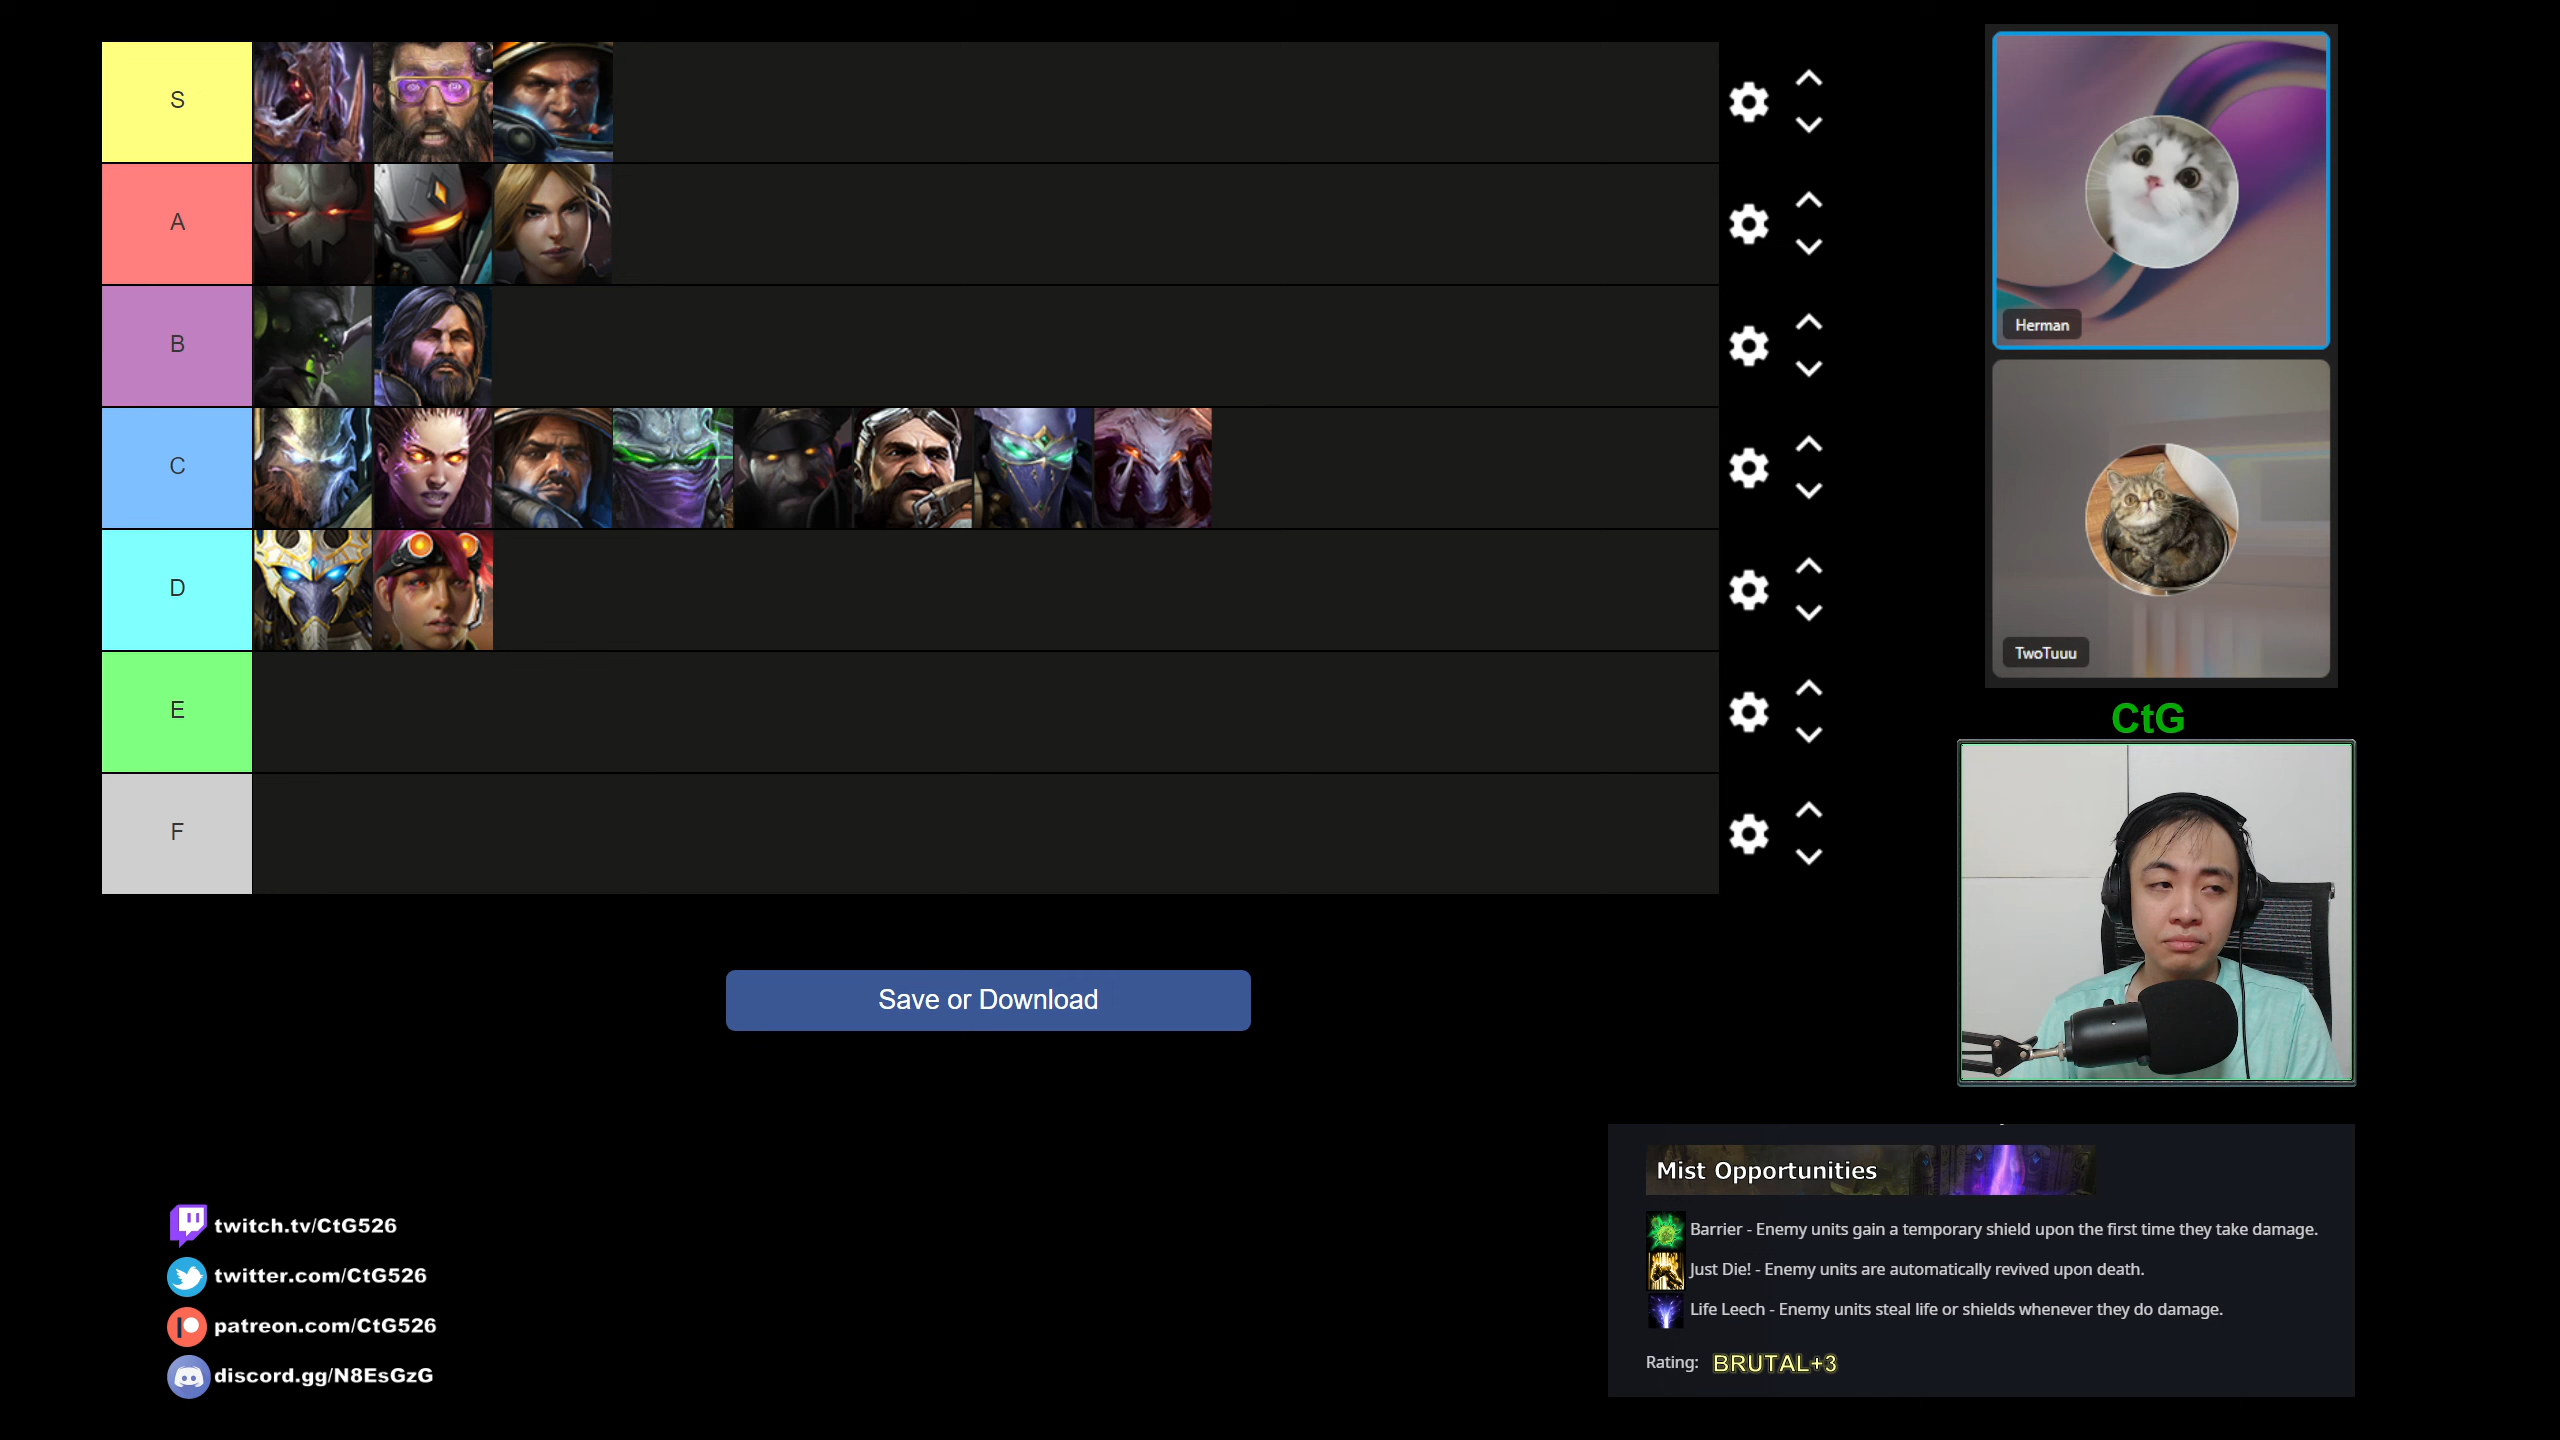 S
A
B
C
D
E
F
Save or Download
Herman
TwoTuuu
CtG
twitch.tv/CtG526
twitter.com/CtG526
patreon.com/CtG526
discord.gg/N8EsGzG
Mist Opportunities
Barrier - Enemy units gain a temporary shield upon the first time they take damage.
Just Die! - Enemy units are automatically revived upon death.
Life Leech - Enemy units steal life or shields whenever they do damage.
Rating: BRUTAL+3